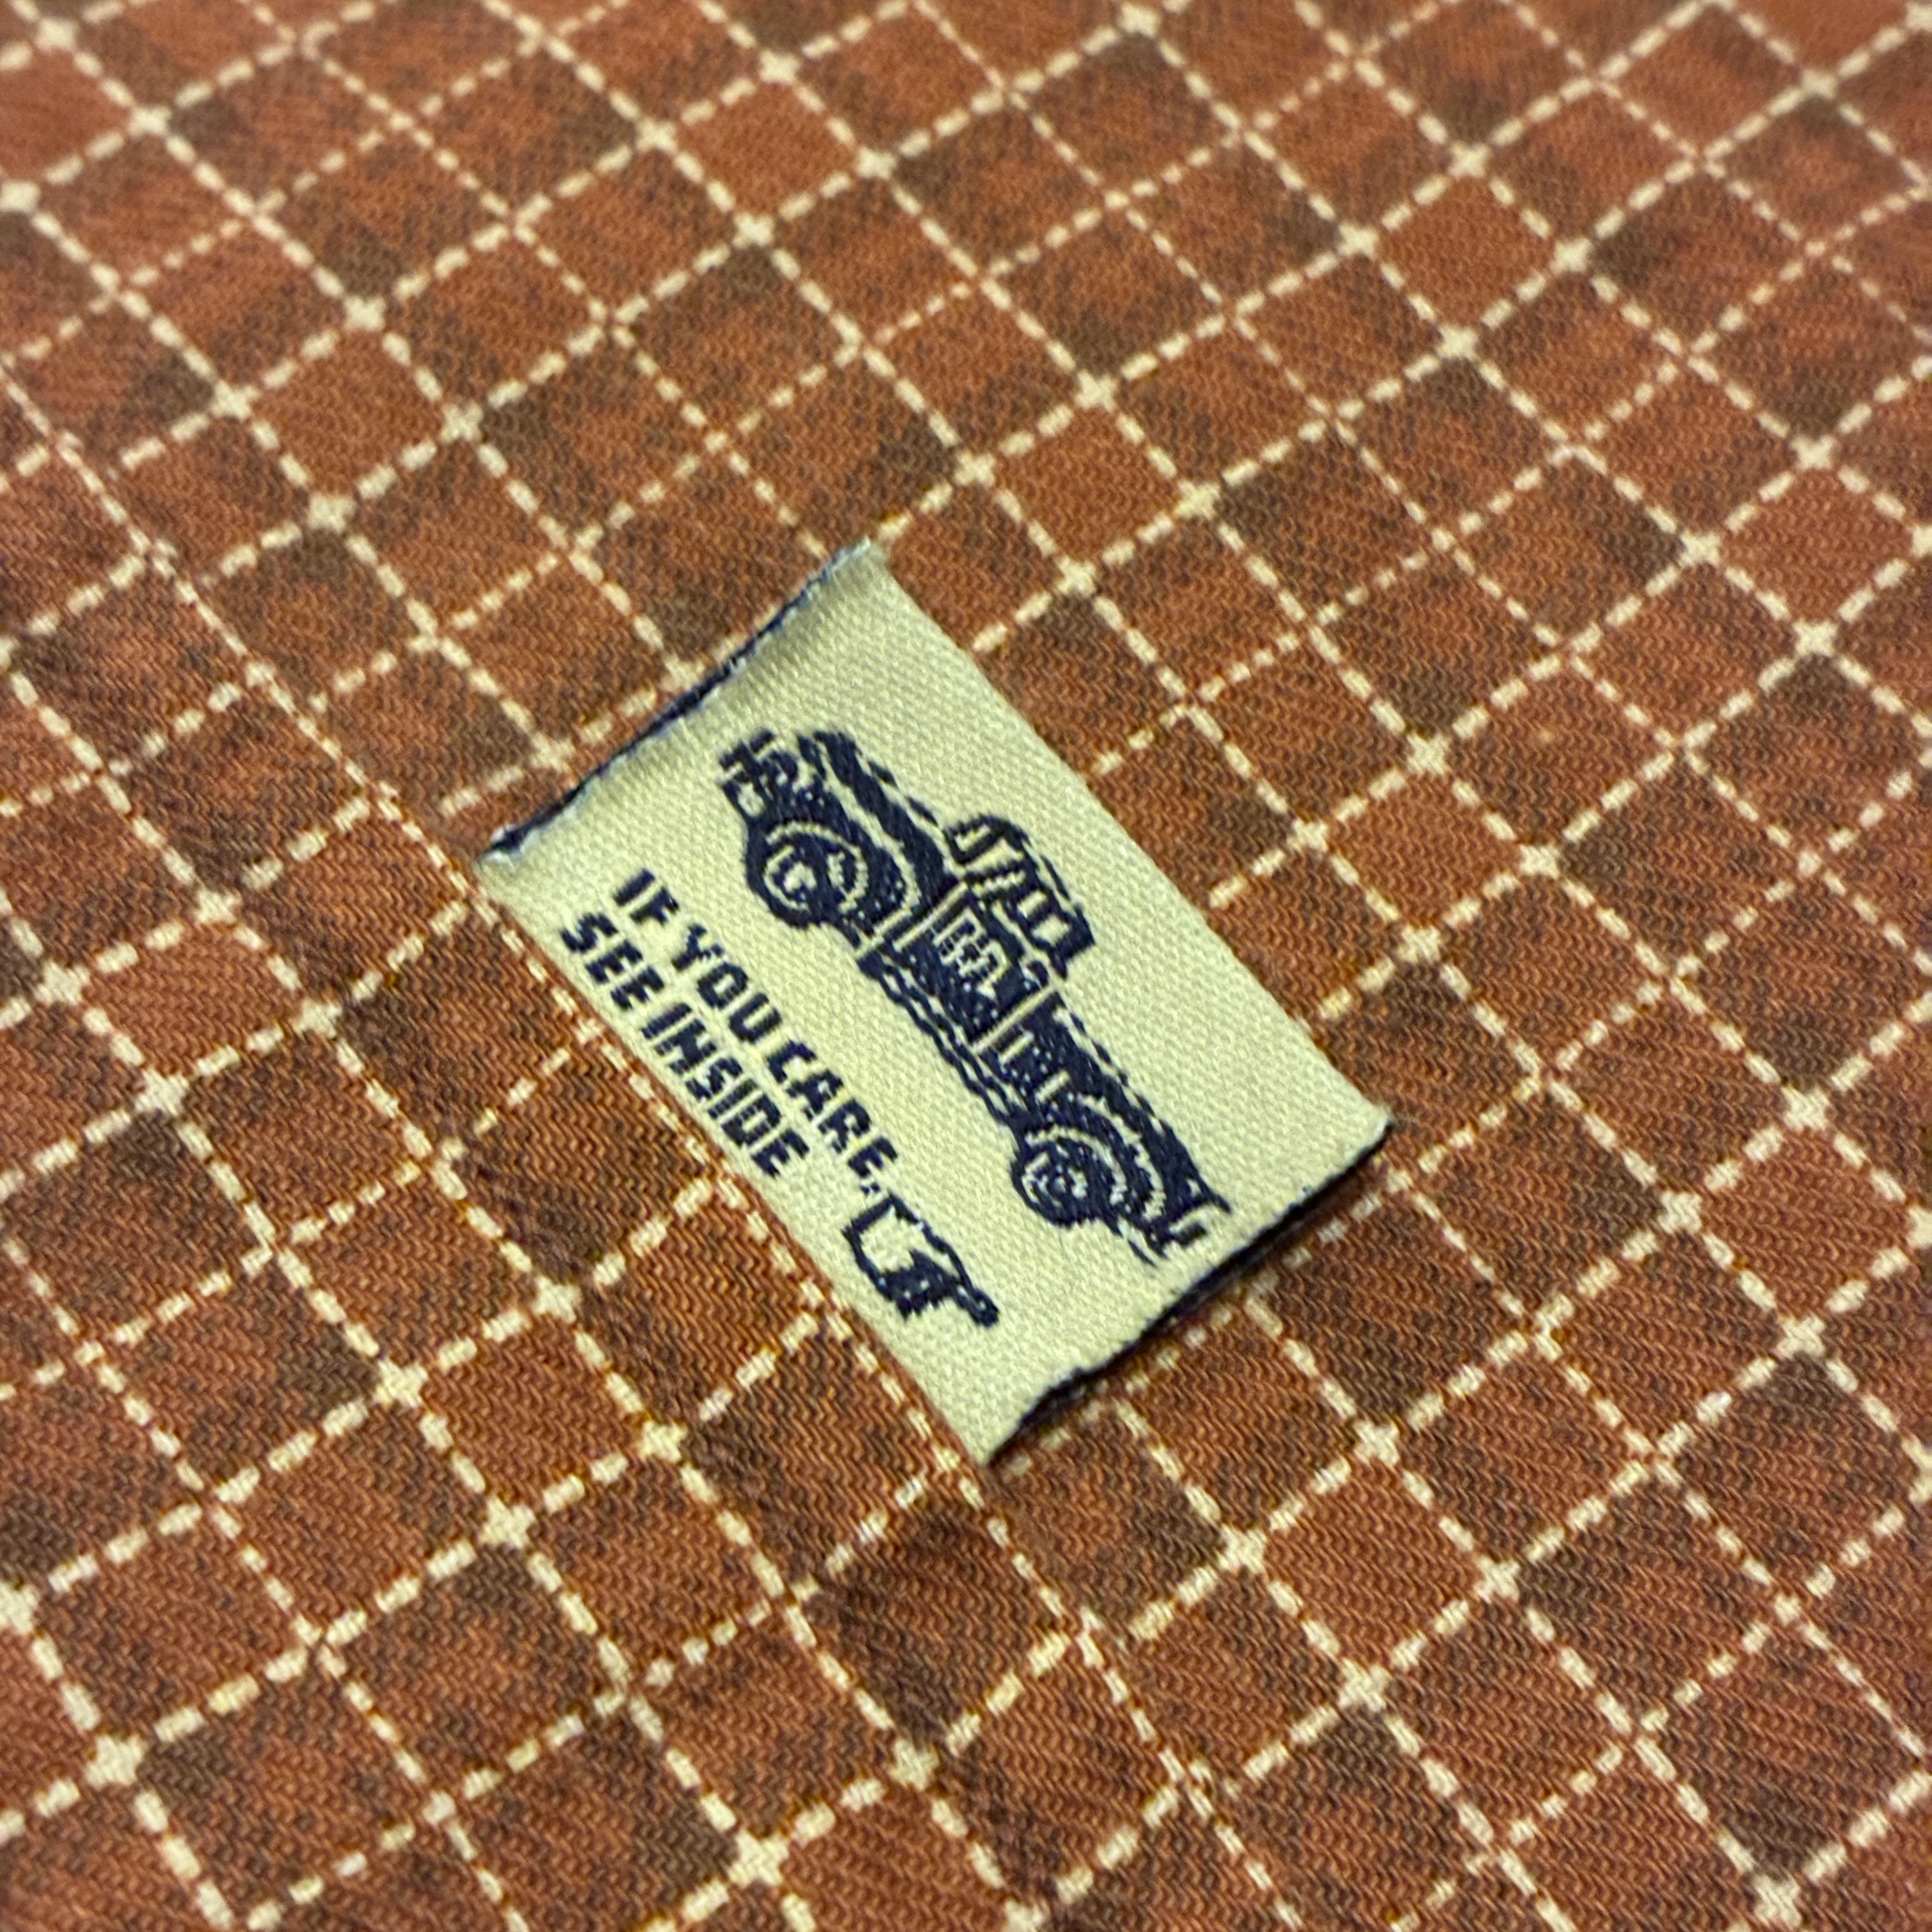 IF YOU CARE,
SEE INSIDE